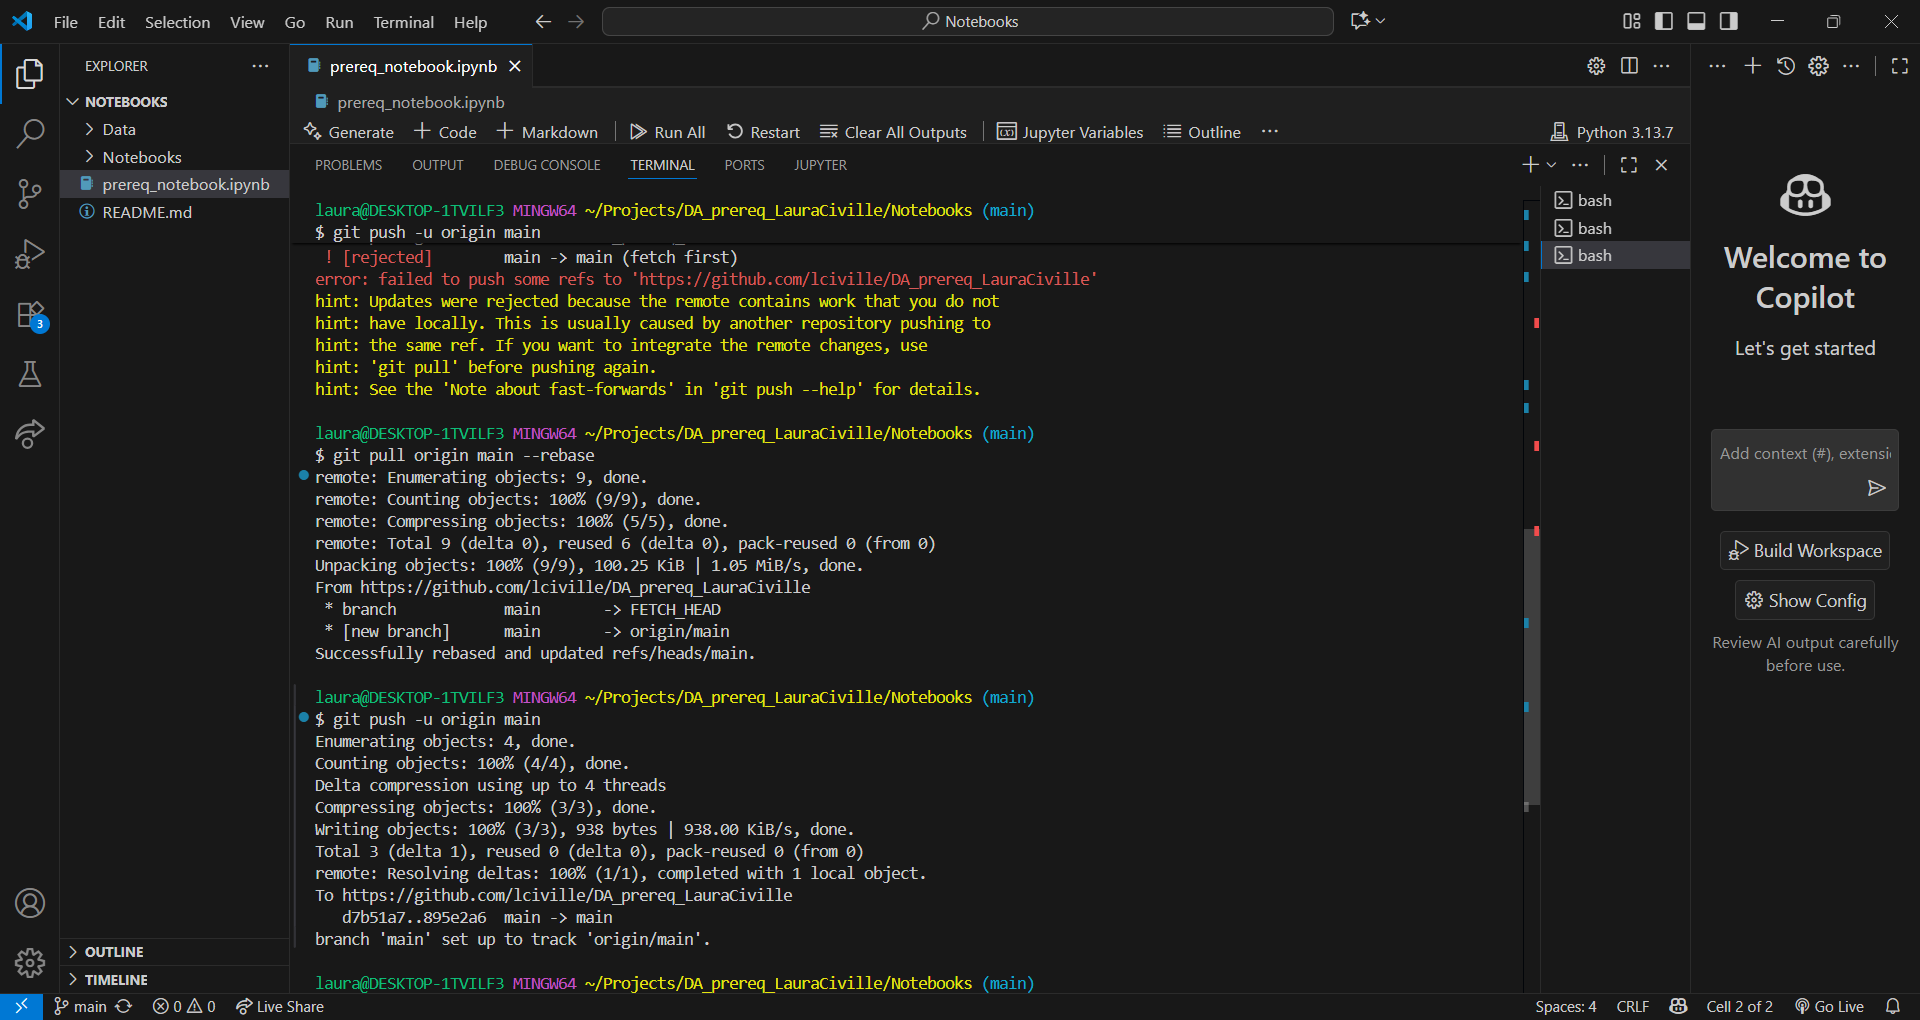 File Edit Selection View Go Run Terminal Help
Notebooks
EXPLORER
NOTEBOOKS
Data
Notebooks
prereq_notebook.ipynb
README.md
3
OUTLINE
TIMELINE
prereq_notebook.ipynb
prereq_notebook.ipynb
Generate Code Markdown Run All Restart Clear All Outputs Jupyter Variables Outline Python 3.13.7
PROBLEMS OUTPUT DEBUG CONSOLE TERMINAL PORTS JUPYTER
laura@DESKTOP-1TVILF3 MINGW64 ~/Projects/DA_prereq_LauraCiville/Notebooks (main)
$ git push -u origin main
! [rejected] main -> main (fetch first)
error: failed to push some refs to 'https://github.com/lciville/DA_prereq_LauraCiville'
hint: Updates were rejected because the remote contains work that you do not
hint: have locally. This is usually caused by another repository pushing to
hint: the same ref. If you want to integrate the remote changes, use
hint: 'git pull' before pushing again.
hint: See the 'Note about fast-forwards' in 'git push --help' for details.
laura@DESKTOP-1TVILF3 MINGW64 ~/Projects/DA_prereq_LauraCiville/Notebooks (main)
$ git pull origin main --rebase
remote: Enumerating objects: 9, done.
remote: Counting objects: 100% (9/9), done.
remote: Compressing objects: 100% (5/5), done.
remote: Total 9 (delta 0), reused 6 (delta 0), pack-reused 0 (from 0)
Unpacking objects: 100% (9/9), 100.25 KiB | 1.05 MiB/s, done.
From https://github.com/lciville/DA_prereq_LauraCiville
* branch main -> FETCH_HEAD
* [new branch] main -> origin/main
Successfully rebased and updated refs/heads/main.
laura@DESKTOP-1TVILF3 MINGW64 ~/Projects/DA_prereq_LauraCiville/Notebooks (main)
$ git push -u origin main
Enumerating objects: 4, done.
Counting objects: 100% (4/4), done.
Delta compression using up to 4 threads
Compressing objects: 100% (3/3), done.
Writing objects: 100% (3/3), 938 bytes | 938.00 KiB/s, done.
Total 3 (delta 1), reused 0 (delta 0), pack-reused 0 (from 0)
remote: Resolving deltas: 100% (1/1), completed with 1 local object.
To https://github.com/lciville/DA_prereq_LauraCiville
d7b51a7..895e2a6 main -> main
branch 'main' set up to track 'origin/main'.
laura@DESKTOP-1TVILF3 MINGW64 ~/Projects/DA_prereq_LauraCiville/Notebooks (main)
bash
bash
bash
Welcome to
Copilot
Let's get started
Add context (#), extensi
Build Workspace
Show Config
Review AI output carefully
before use.
main 0 0 Live Share Spaces: 4 CRLF Cell 2 of 2 Go Live